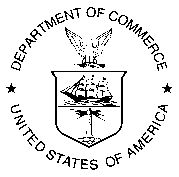 DEPARTMENT OF COMMERCE
UNITED STATES OF AMERICA